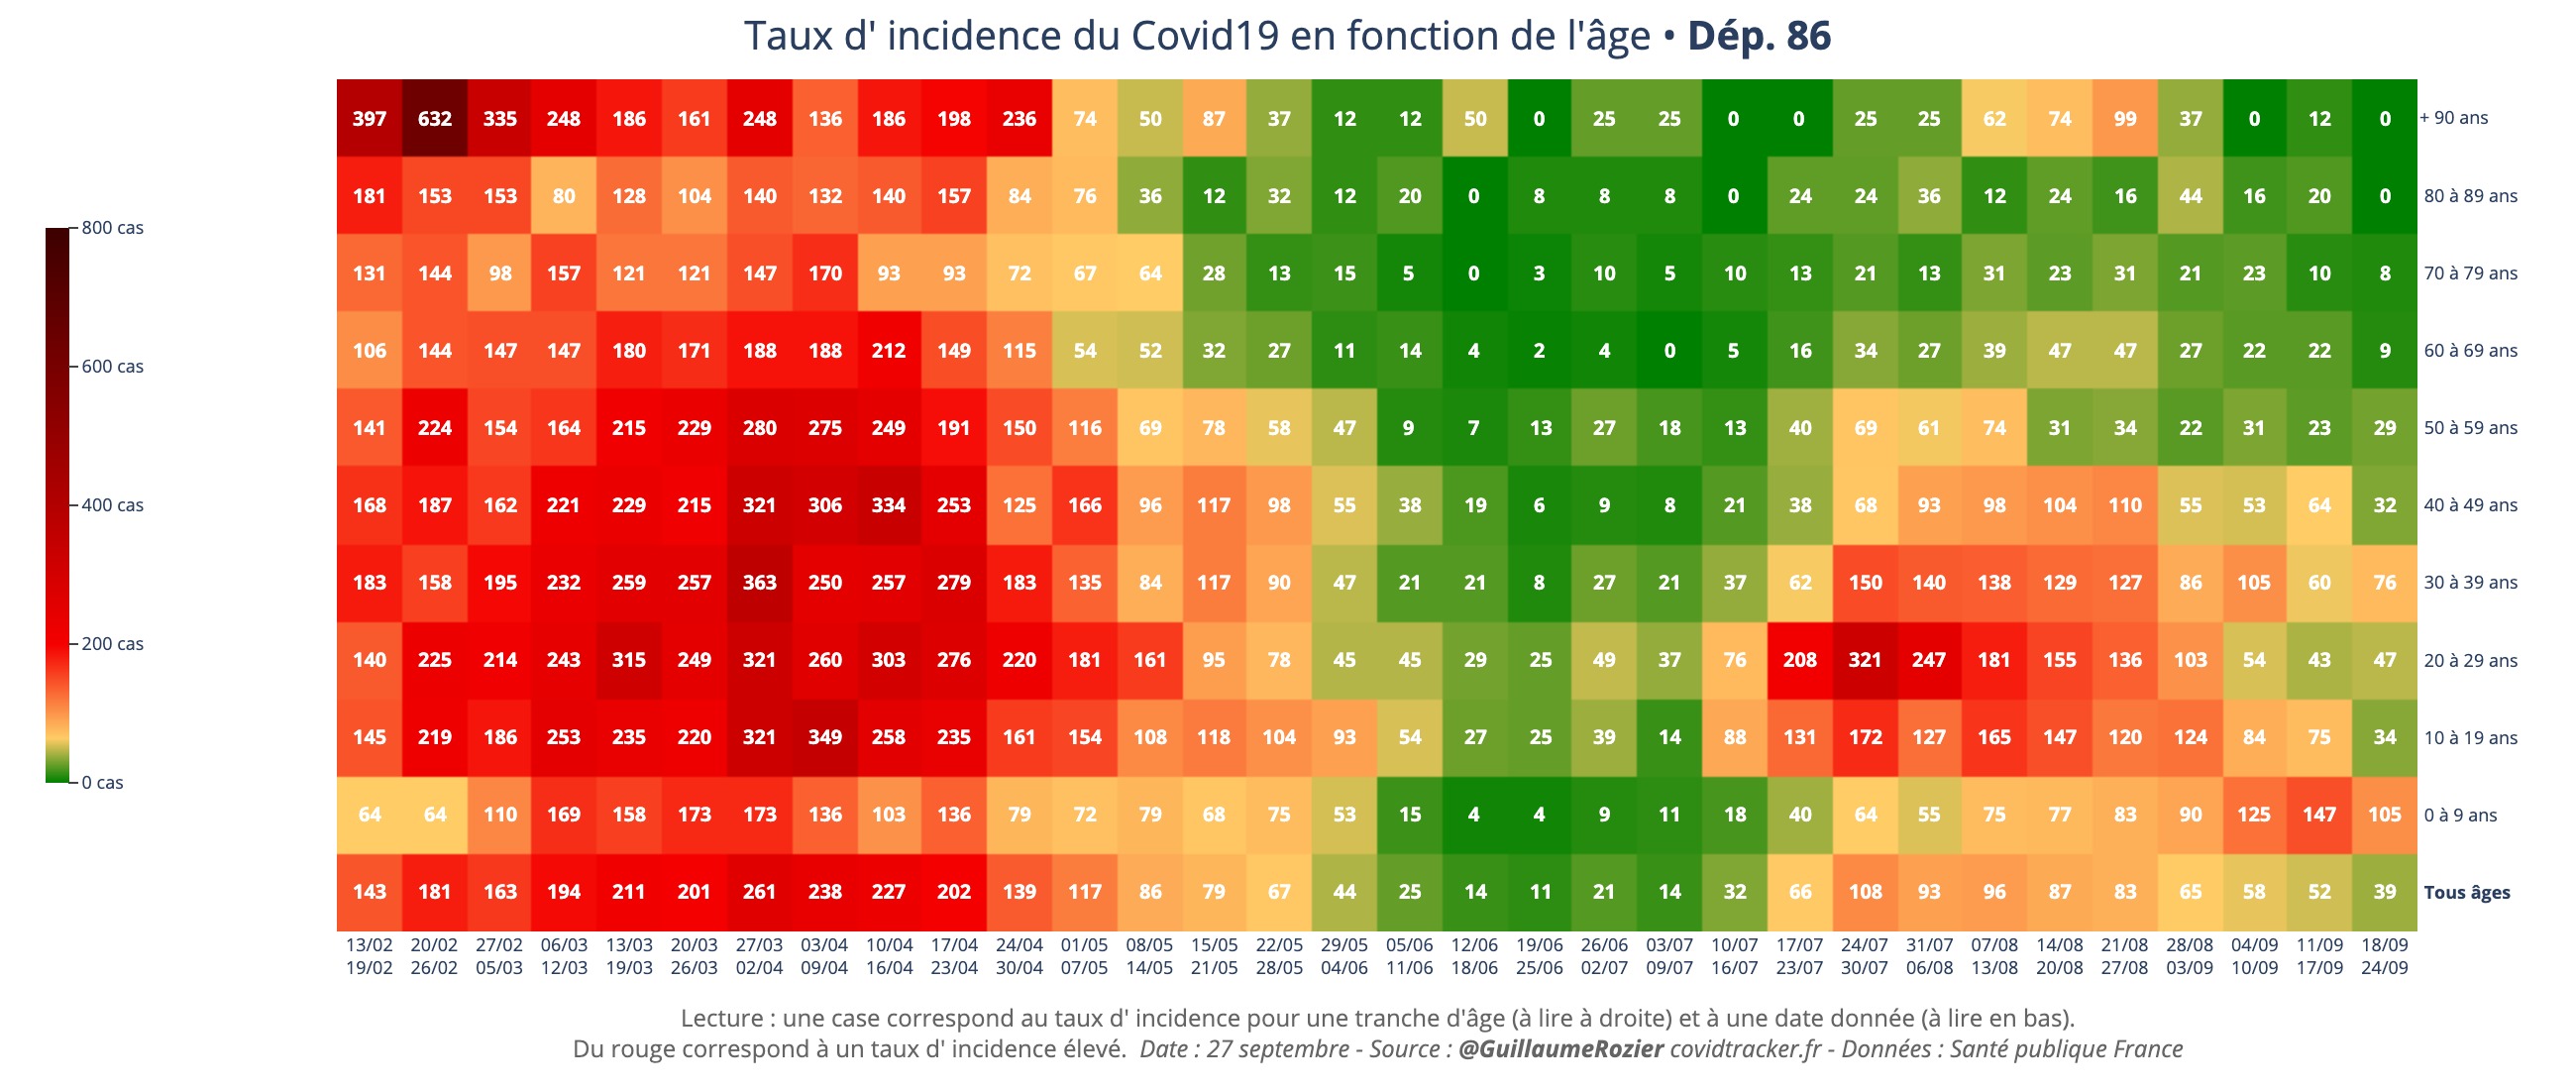 Taux d' incidence du Covid19 en fonction de l'âge • Dép. 86
397 632 335 248 186 161 248 136 186 198 236 74 50 87 37 12 12 50 0 25 25 0 0 25 25 62 74 99 37 0 12 0 + 90 ans
181 153 153 80 128 104 140 132 140 157 84 76 36 12 32 12 20 0 8 8 8 0 24 24 36 12 24 16 44 16 20 0 80 à 89 ans
800 cas
131 144 98 157 121 121 147 170 93 93 72 67 64 28 13 15 5 0 3 10 5 10 13 21 13 31 23 31 21 23 10 8 70 à 79 ans
106 144 147 147 180 171 188 188 212 149 115 54 52 32 27 11 14 4 2 4 0 5 16 34 27 39 47 47 27 22 22 9 60 à 69 ans
600 cas
141 224 154 164 215 229 280 275 249 191 150 116 69 78 58 47 9 7 13 27 18 13 40 69 61 74 31 34 22 31 23 29 50 à 59 ans
400 cas
168 187 162 221 229 215 321 306 334 253 125 166 96 117 98 55 38 19 6 9 8 21 38 68 93 98 104 110 55 53 64 32 40 à 49 ans
183 158 195 232 259 257 363 250 257 279 183 135 84 117 90 47 21 21 8 27 21 37 62 150 140 138 129 127 86 105 60 76 30 à 39 ans
200 cas
140 225 214 243 315 249 321 260 303 276 220 181 161 95 78 45 45 29 25 49 37 76 208 321 247 181 155 136 103 54 43 47 20 à 29 ans
145 219 186 253 235 220 321 349 258 235 161 154 108 118 104 93 54 27 25 39 14 88 131 172 127 165 147 120 124 84 75 34 10 à 19 ans
0 cas
64 64 110 169 158 173 173 136 103 136 79 72 79 68 75 53 15 4 4 9 11 18 40 64 55 75 77 83 90 125 147 105 0 à 9 ans
143 181 163 194 211 201 261 238 227 202 139 117 86 79 67 44 25 14 11 21 14 32 66 108 93 96 87 83 65 58 52 39 Tous âges
13/02 20/02 27/02 06/03 13/03 20/03 27/03 03/04 10/04 17/04 24/04 01/05 08/05 15/05 22/05 29/05 05/06 12/06 19/06 26/06 03/07 10/07 17/07 24/07 31/07 07/08 14/08 21/08 28/08 04/09 11/09 18/09
19/02 26/02 05/03 12/03 19/03 26/03 02/04 09/04 16/04 23/04 30/04 07/05 14/05 21/05 28/05 04/06 11/06 18/06 25/06 02/07 09/07 16/07 23/07 30/07 06/08 13/08 20/08 27/08 03/09 10/09 17/09 24/09
Lecture : une case correspond au taux d' incidence pour une tranche d'âge (à lire à droite) et à une date donnée (à lire en bas).
Du rouge correspond à un taux d' incidence élevé. Date : 27 septembre - Source : @GuillaumeRozier covidtracker.fr - Données : Santé publique France